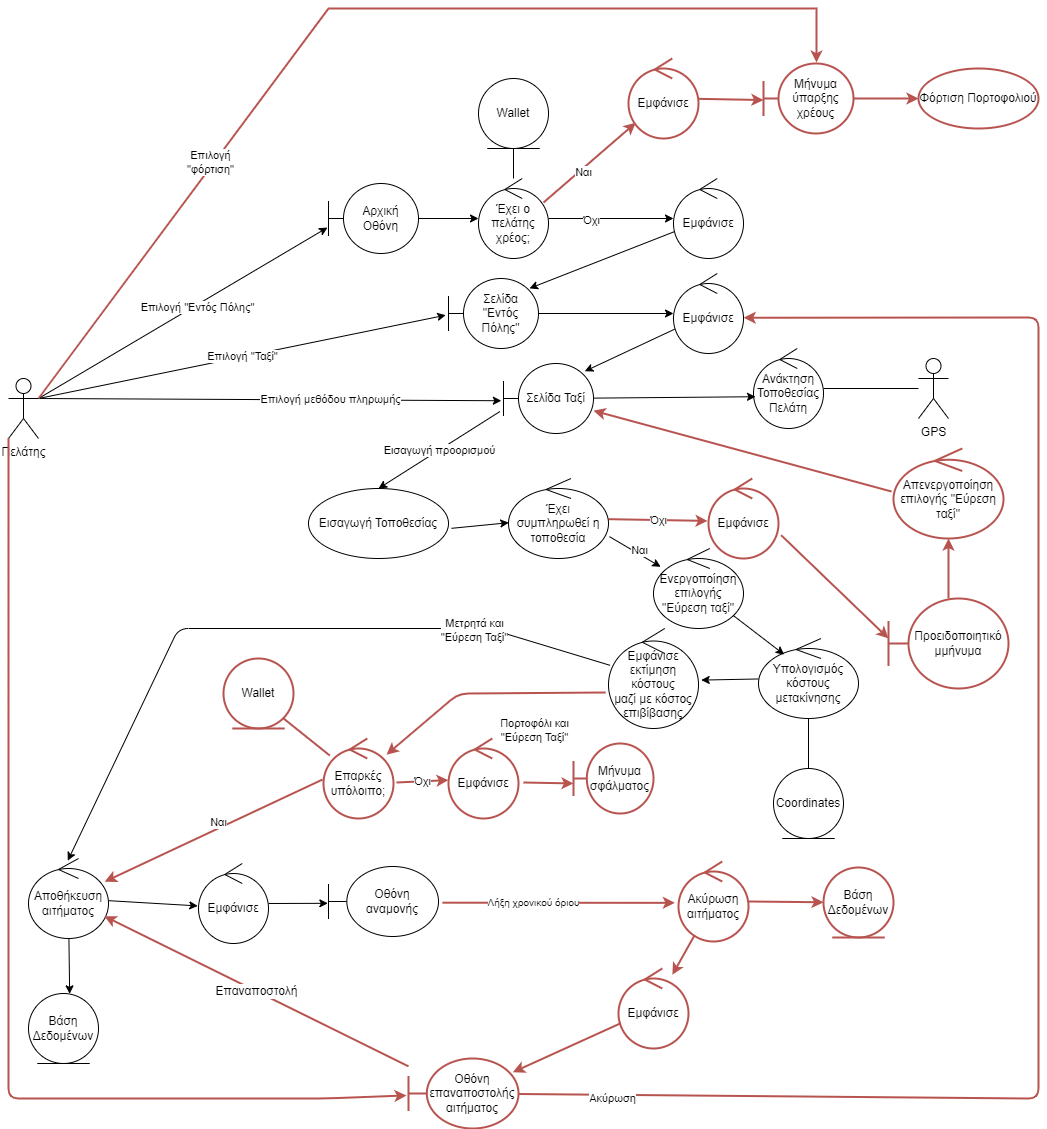 Μήνυμα
ύπαρξης
χρέους
Φόρτιση Πορτοφολιού
Εμφάνισε
Wallet
Επιλογή
"φόρτιση"
Ναι
Αρχική
Οθόνη
Έχει ο
πελάτης
χρέος;
Όχι
Εμφάνισε
Επιλογή "Εντός Πόλης"
Σελίδα
"Εντός
Πόλης"
Εμφάνισε
Επιλογή "Ταξί"
Ανάκτηση
Τοποθεσίας
Πελάτη
Επιλογή μεθόδου πληρωμής
Σελίδα Ταξί
GPS
Πελάτης
Εισαγωγή προορισμού
Απενεργοποίηση
επιλογής "Εύρεση
ταξί"
Εισαγωγή Τοποθεσίας
Έχει
συμπληρωθεί η
τοποθεσία
Όχι
Εμφάνισε
Ναι
Ενεργοποίηση
επιλογής
"Εύρεση ταξί"
Μετρητά και
"Εύρεση Ταξί"
Προειδοποιητικό
μμήνυμα
Εμφάνισε
εκτίμηση
κόστους
μαζί με κόστος
επιβίβασης
Υπολογισμός
κόστους
μετακίνησης
Wallet
Πορτοφόλι και
"Εύρεση Ταξί"
Επαρκές
υπόλοιπο;
Όχι
Εμφάνισε
Μήνυμα
σφάλματος
Coordinates
Ναι
Αποθήκευση
αιτήματος
Εμφάνισε
Οθόνη
αναμονής
Λήξη χρονικού όριου
Ακύρωση
αιτήματος
Βάση
Δεδομένων
Επαναποστολή
Εμφάνισε
Βάση
Δεδομένων
Οθόνη
επαναποστολής
αιτήματος
Ακύρωση